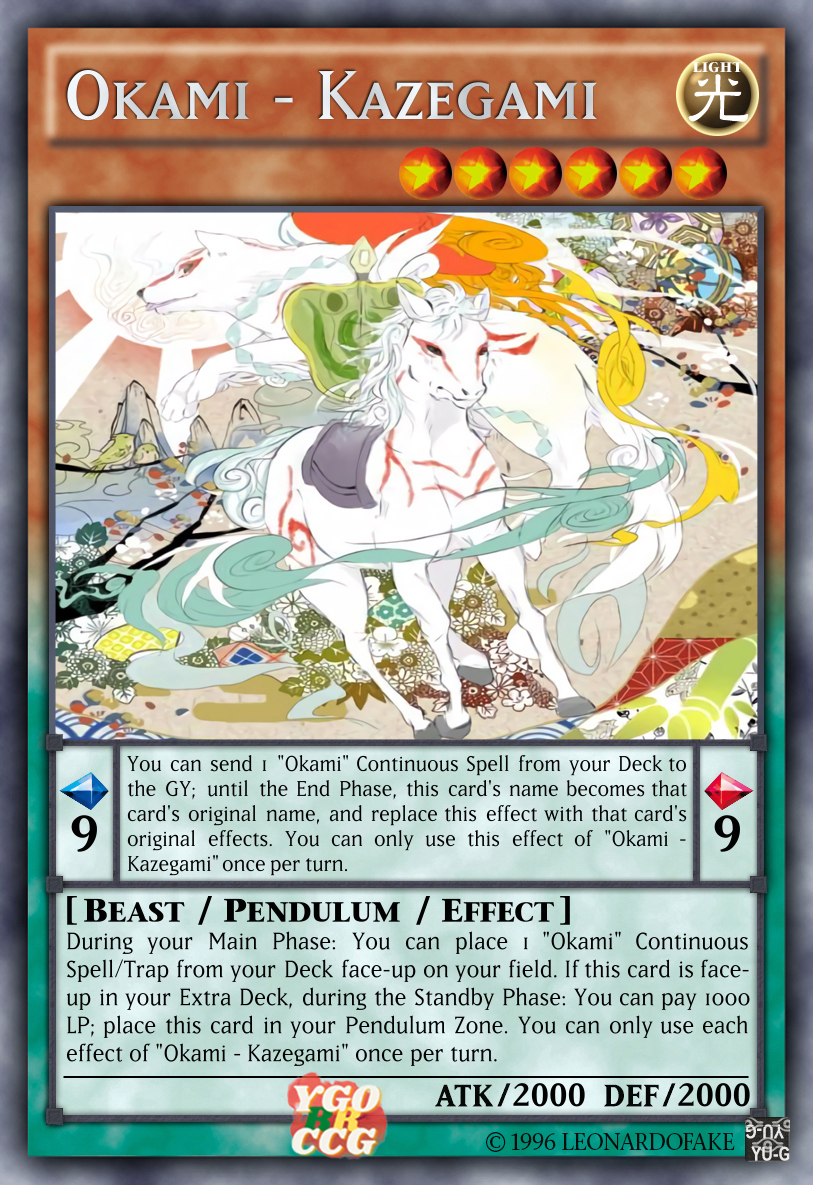 Okami - Kazegami
LIGHT
光
You can send 1 "Okami" Continuous Spell from your Deck to
the GY; until the End Phase, this card's name becomes that
card's original name, and replace this effect with that card's
original effects. You can only use this effect of "Okami -
Kazegami" once per turn.
9
9
[ Beast / Pendulum / Effect ]
During your Main Phase: You can place 1 "Okami" Continuous
Spell/Trap from your Deck face-up on your field. If this card is face-
up in your Extra Deck, during the Standby Phase: You can pay 1000
LP; place this card in your Pendulum Zone. You can only use each
effect of "Okami - Kazegami" once per turn.
ATK/2000 DEF/2000
YGO
CCG
© 1996 LEONARDOFAKE
YU-G